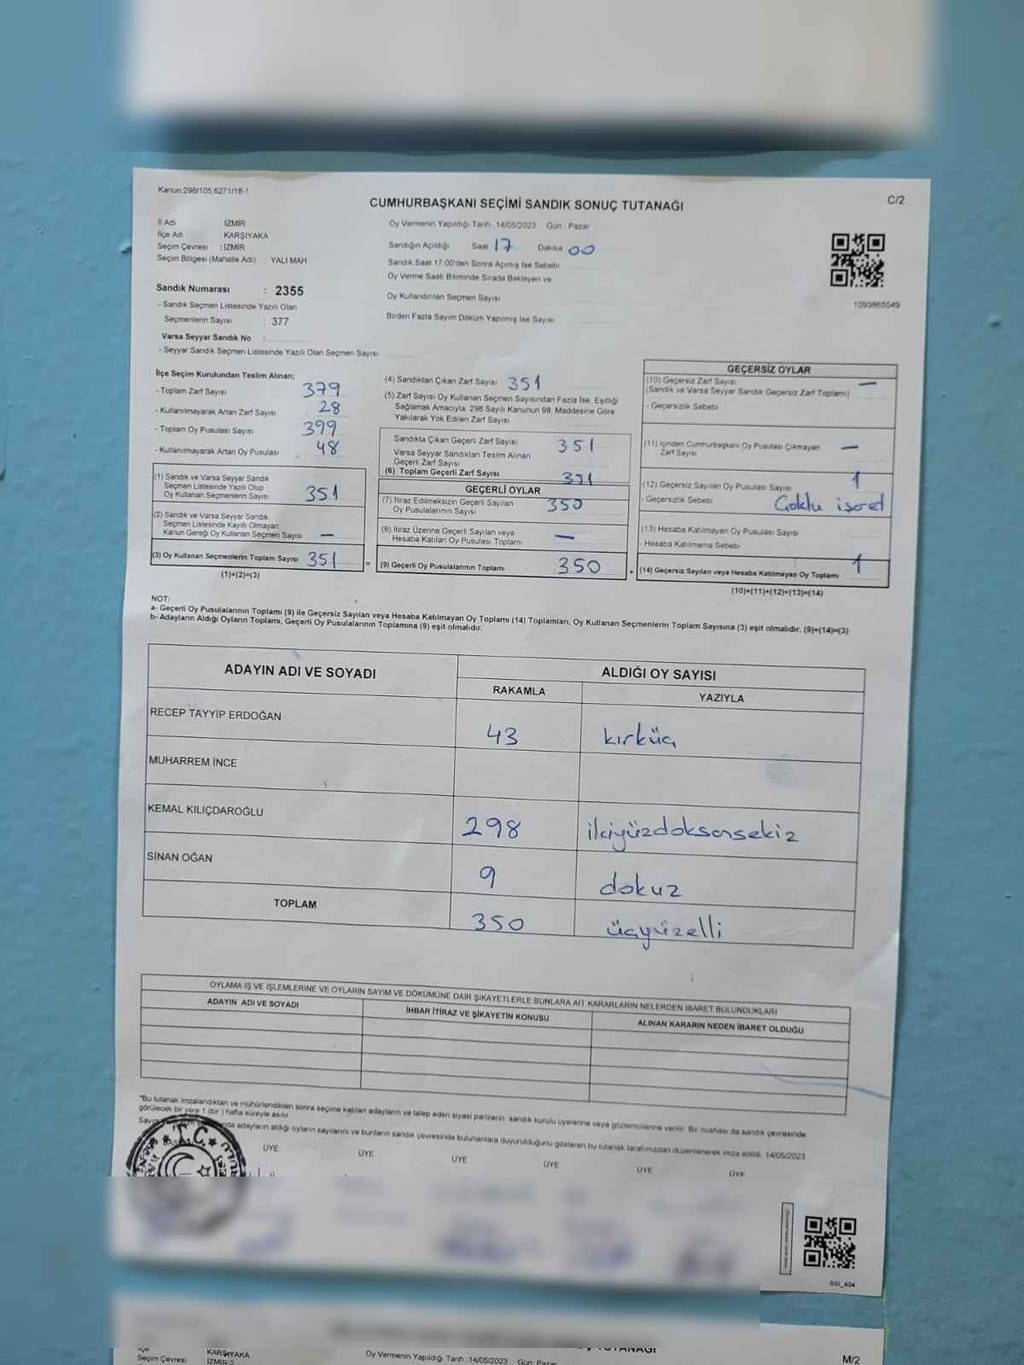 Kanun:298/105,6271/18-1
CUMHURBAŞKANI SEÇİMİ SANDIK SONUÇ TUTANAĞI
C/2
İl Adı : İZMİR
İlçe Adı : KARŞIYAKA
Seçim Çevresi : İZMİR
Seçim Bölgesi (Mahalle Adı) YALI MAH
Oy Vermenin Yapıldığı Tarih : 14/05/2023 Gün : Pazar
Sandığın Açıldığı Saat 17 Dakika 00
Sandık Saat 17:00'den Sonra Açılmış İse Sebebi
Oy Verme Saati Bitiminde Sırada Bekleyen ve
Oy Kullandırılan Seçmen Sayısı
Birden Fazla Sayım Döküm Yapılmış İse Sayısı
1093865049
Sandık Numarası : 2355
- Sandık Seçmen Listesinde Yazılı Olan
Seçmenlerin Sayısı : 377
Varsa Seyyar Sandık No :
- Seyyar Sandık Seçmen Listesinde Yazılı Olan Seçmen Sayısı
İlçe Seçim Kurulundan Teslim Alınan;
- Toplam Zarf Sayısı 379
- Kullanılmayarak Artan Zarf Sayısı 28
- Toplam Oy Pusulası Sayısı 399
- Kullanılmayarak Artan Oy Pusulası 48
(1) Sandık ve Varsa Seyyar Sandık
Seçmen Listesinde Yazılı Olup
Oy Kullanan Seçmenlerin Sayısı 351
(2) Sandık ve Varsa Seyyar Sandık
Seçmen Listesinde Kayıtlı Olmayan
Kanun Gereği Oy Kullanan Seçmen Sayısı —
(3) Oy Kullanan Seçmenlerin Toplam Sayısı 351
(1)+(2)=(3)
(4) Sandıktan Çıkan Zarf Sayısı 351
(5) Zarf Sayısı Oy Kullanan Seçmen Sayısından Fazla İse, Eşitliği
Sağlamak Amacıyla; 298 Sayılı Kanunun 98. Maddesine Göre
Yakılarak Yok Edilen Zarf Sayısı
Sandıkta Çıkan Geçerli Zarf Sayısı 351
Varsa Seyyar Sandıktan Teslim Alınan
Geçerli Zarf Sayısı
(6) Toplam Geçerli Zarf Sayısı 351
GEÇERLİ OYLAR
(7) İtiraz Edilmeksizin Geçerli Sayılan
Oy Pusulalarının Sayısı 350
(8) İtiraz Üzerine Geçerli Sayılan veya
Hesaba Katılan Oy Pusulası Toplamı —
= (9) Geçerli Oy Pusulalarının Toplamı 350
GEÇERSİZ OYLAR
(10) Geçersiz Zarf Sayısı —
(Sandık ve Varsa Seyyar Sandık Geçersiz Zarf Toplamı)
- Geçersizlik Sebebi
(11) İçinden Cumhurbaşkanı Oy Pusulası Çıkmayan
Zarf Sayısı —
(12) Geçersiz Sayılan Oy Pusulası Sayısı 1
- Geçersizlik Sebebi Çoklu işaret
(13) Hesaba Katılmayan Oy Pusulası Sayısı
- Hesaba Katılmama Sebebi
+ (14) Geçersiz Sayılan veya Hesaba Katılmayan Oy Toplamı 1
(10)+(11)+(12)+(13)=(14)
NOT:
a- Geçerli Oy Pusulalarının Toplamı (9) ile Geçersiz Sayılan veya Hesaba Katılmayan Oy Toplamı (14) Toplamları, Oy Kullanan Seçmenlerin Toplam Sayısına (3) eşit olmalıdır. (9)+(14)=(3)
b- Adayların Aldığı Oyların Toplamı, Geçerli Oy Pusulalarının Toplamına (9) eşit olmalıdır.
ADAYIN ADI VE SOYADI
ALDIĞI OY SAYISI
RAKAMLA YAZIYLA
RECEP TAYYİP ERDOĞAN 43 kırküç
MUHARREM İNCE
KEMAL KILIÇDAROĞLU 298 ikiyüzdoksansekiz
SİNAN OĞAN 9 dokuz
TOPLAM 350 üçyüzelli
OYLAMA İŞ VE İŞLEMLERİNE VE OYLARIN SAYIM VE DÖKÜMÜNE DAİR ŞİKAYETLERLE BUNLARA AİT KARARLARIN NELERDEN İBARET BULUNDUKLARI
ADAYIN ADI VE SOYADI İHBAR İTİRAZ VE ŞİKAYETİN KONUSU ALINAN KARARIN NEDEN İBARET OLDUĞU
*Bu tutanak imzalandıktan ve mühürlendikten sonra seçime katılan adayların ve talep eden siyasi partilerin sandık kurulu üyelerine veya gözlemcilerine verilir. Bir nüshası da sandık çevresinde
görülecek bir yere 1 (bir) hafta süreyle asılır.
adayların aldığı oyların sayılarını ve bunların sandık çevresinde bulunanlara duyurulduğunu gösteren bu tutanak tarafımızdan düzenlenerek imza edildi. 14/05/2023
T.C.
ÜYE ÜYE ÜYE ÜYE ÜYE ÜYE
KARŞIYAKA
Seçim Çevresi İZMİR-2
Oy Vermenin Yapıldığı Tarih : 14/05/2023 Gün: Pazar
TUTANAĞI
M/2